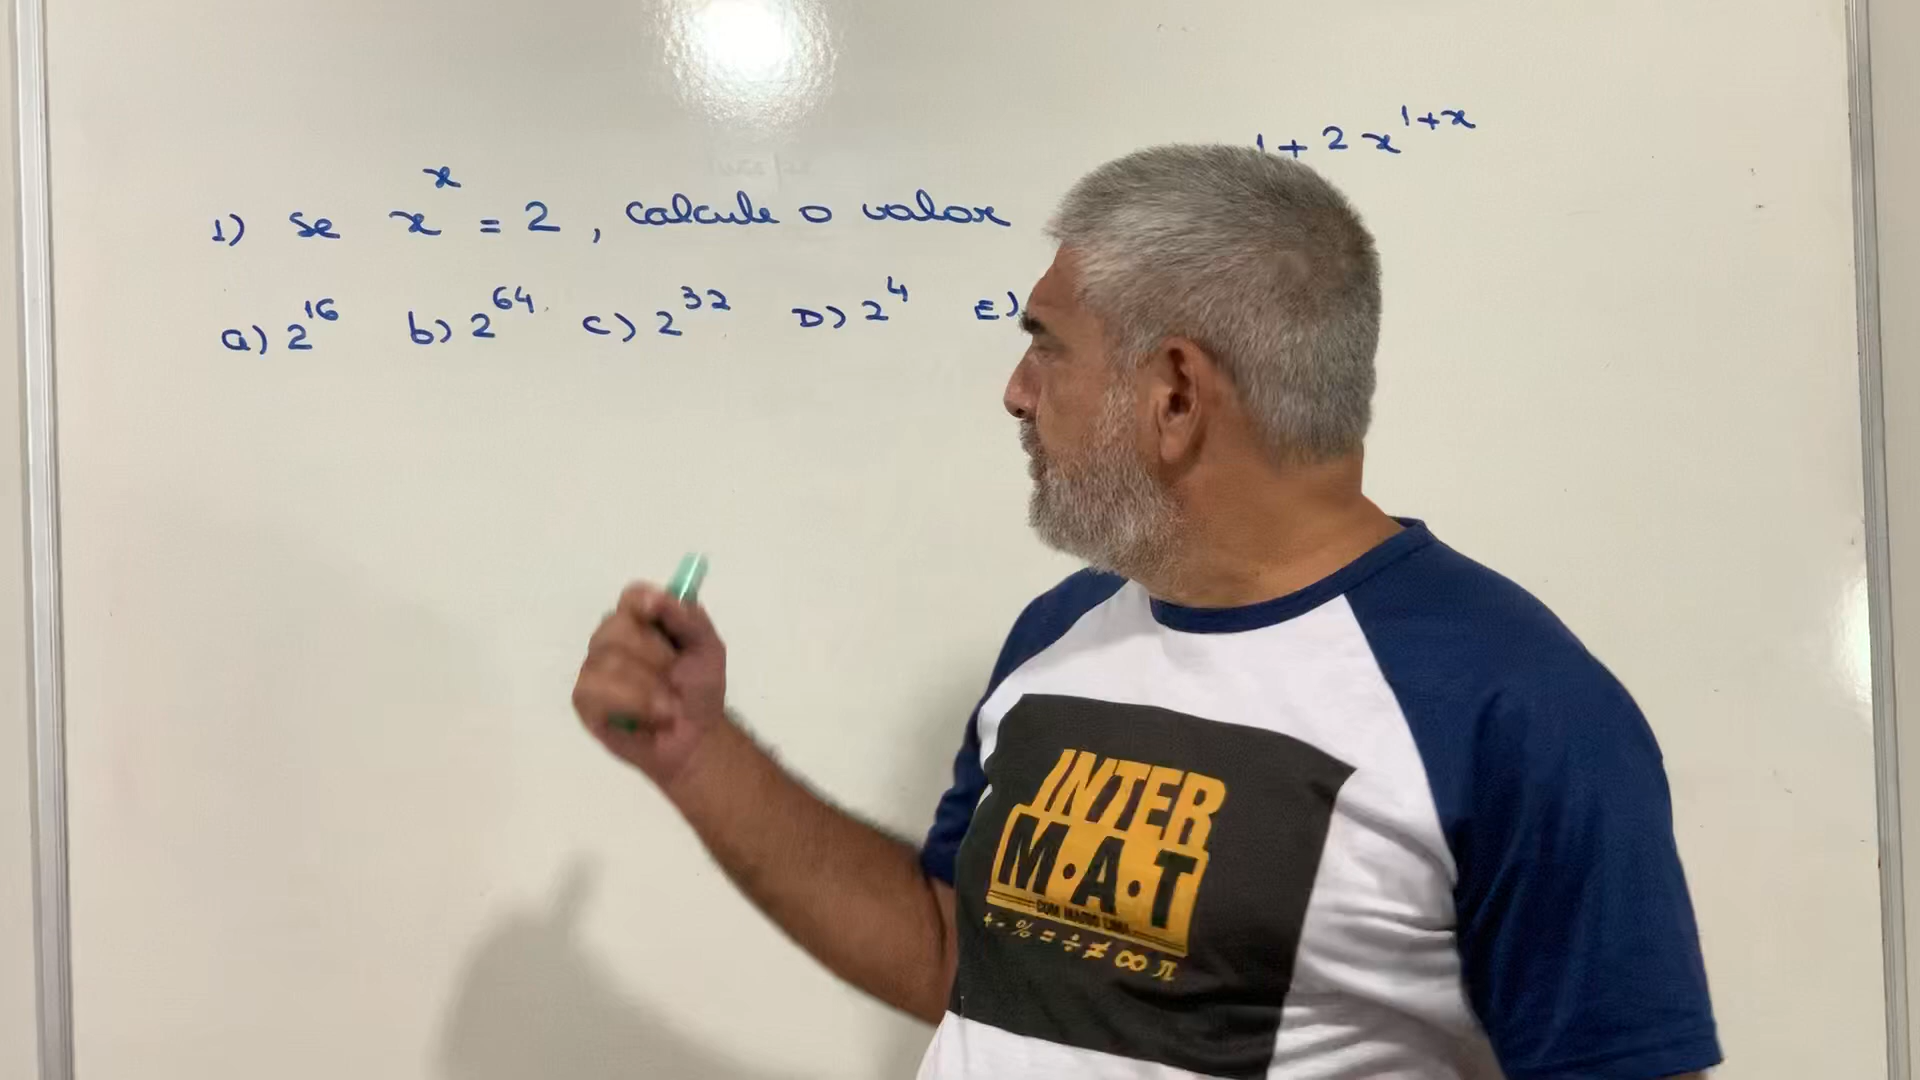 1+2x^{1+x}
1) se x^x = 2, calcule o valor
a) 2^{16} b) 2^{64} c) 2^{32} D) 2^4 E)
INTER
M·A·T
+ - % = ÷ ≠ ∞ π